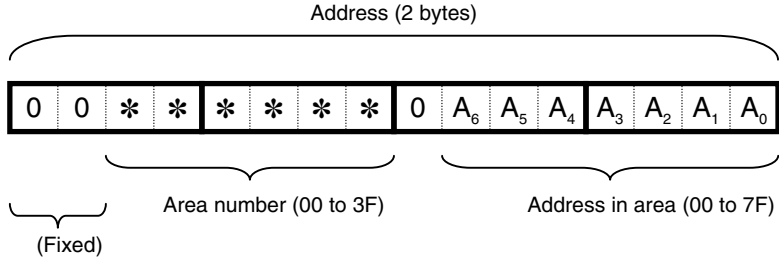 Address (2 bytes)
0 0 * * * * * * 0 A₆ A₅ A₄ A₃ A₂ A₁ A₀
Area number (00 to 3F) Address in area (00 to 7F)
(Fixed)